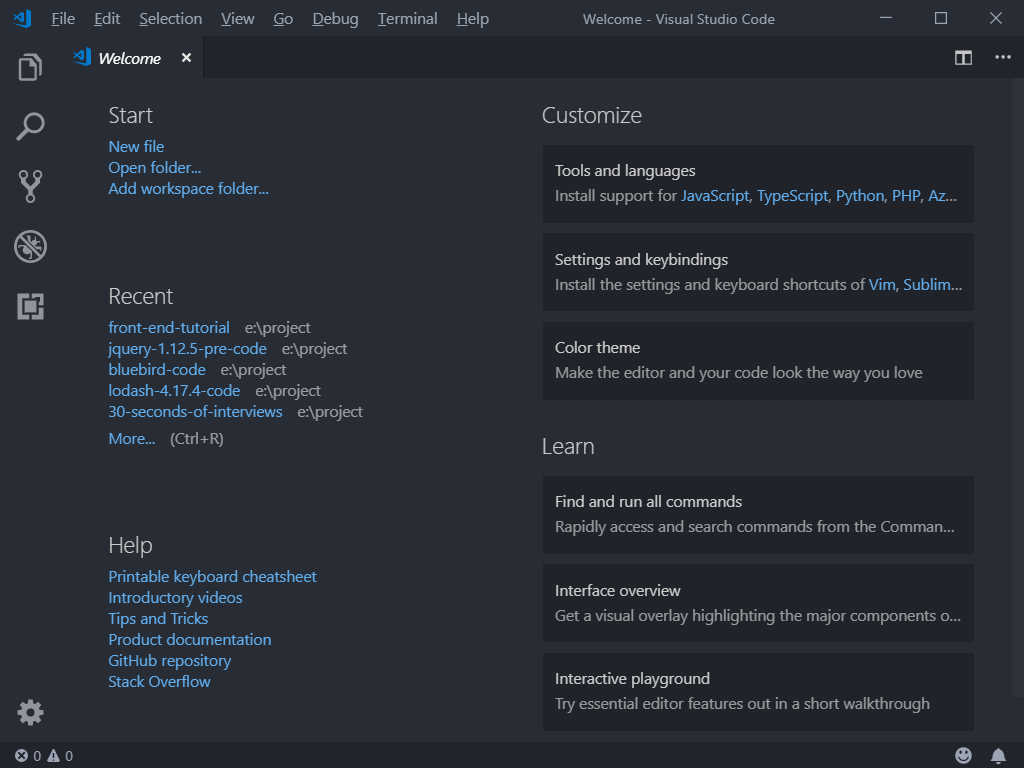 File Edit Selection View Go Debug Terminal Help Welcome - Visual Studio Code
Welcome
Start
New file
Open folder...
Add workspace folder...
Recent
front-end-tutorial e:\project
jquery-1.12.5-pre-code e:\project
bluebird-code e:\project
lodash-4.17.4-code e:\project
30-seconds-of-interviews e:\project
More... (Ctrl+R)
Help
Printable keyboard cheatsheet
Introductory videos
Tips and Tricks
Product documentation
GitHub repository
Stack Overflow
Customize
Tools and languages
Install support for JavaScript, TypeScript, Python, PHP, Az...
Settings and keybindings
Install the settings and keyboard shortcuts of Vim, Sublim...
Color theme
Make the editor and your code look the way you love
Learn
Find and run all commands
Rapidly access and search commands from the Comman...
Interface overview
Get a visual overlay highlighting the major components o...
Interactive playground
Try essential editor features out in a short walkthrough
0 0